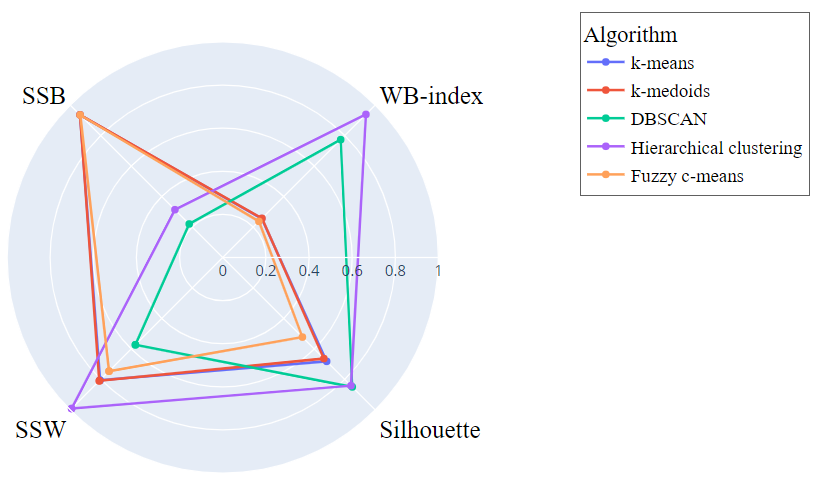 Algorithm
k-means
k-medoids
DBSCAN
Hierarchical clustering
Fuzzy c-means
SSB
WB-index
0 0.2 0.4 0.6 0.8 1
SSW
Silhouette